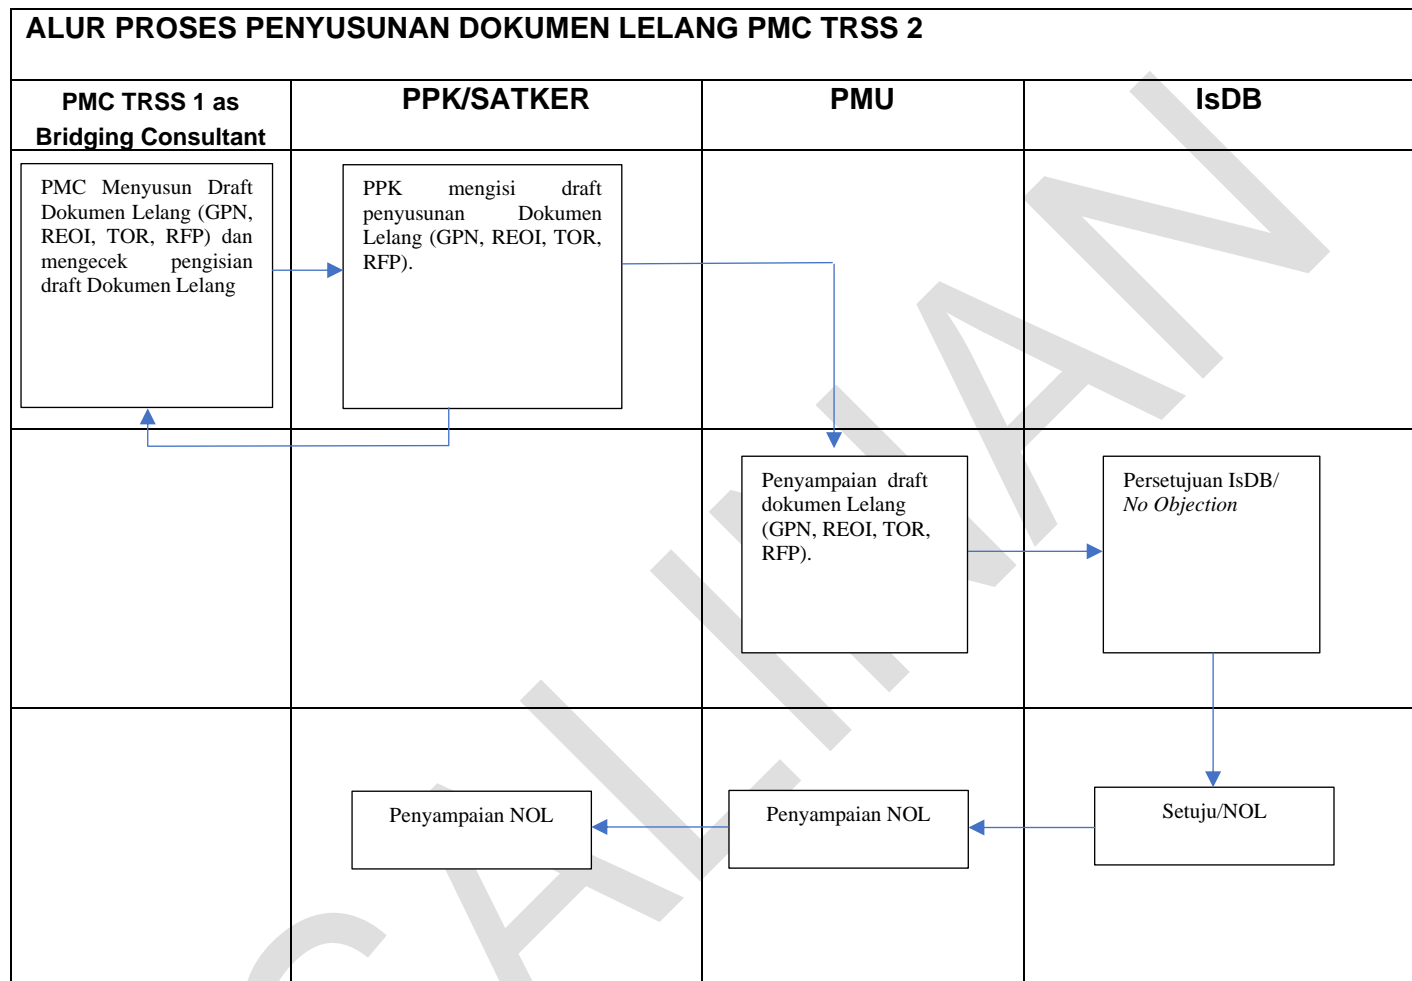 ALUR PROSES PENYUSUNAN DOKUMEN LELANG PMC TRSS 2
PMC TRSS 1 as
Bridging Consultant
PPK/SATKER
PMU
IsDB
PMC Menyusun Draft
Dokumen Lelang (GPN,
REOI, TOR, RFP) dan
mengecek pengisian
draft Dokumen Lelang
PPK mengisi draft
penyusunan Dokumen
Lelang (GPN, REOI, TOR,
RFP).
Penyampaian draft
dokumen Lelang
(GPN, REOI, TOR,
RFP).
Persetujuan IsDB/
No Objection
Penyampaian NOL
Penyampaian NOL
Setuju/NOL
SALINAN